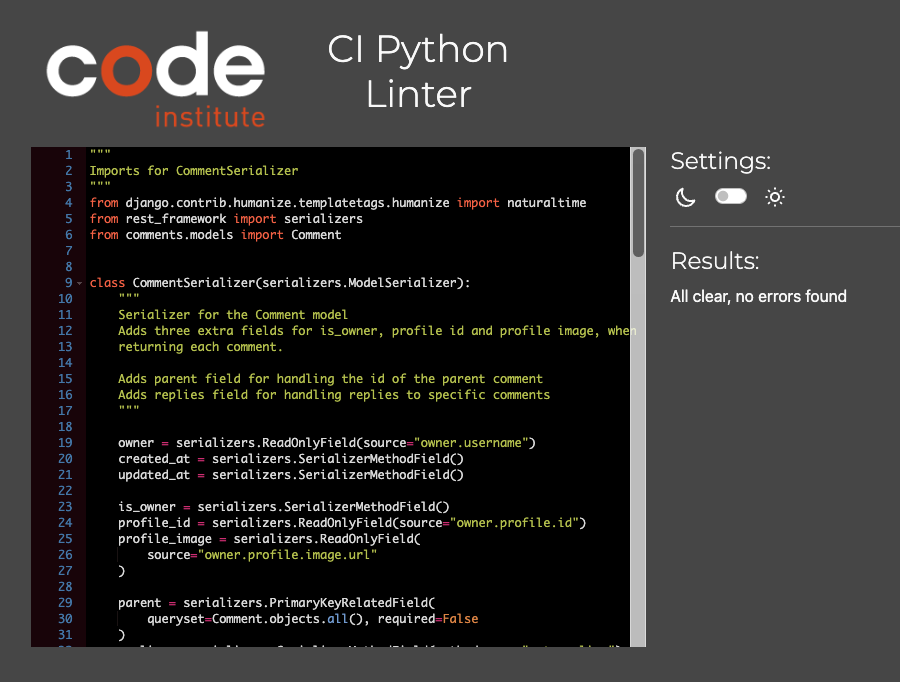 code
institute
CI Python
Linter
1 """
2 Imports for CommentSerializer
3 """
4 from django.contrib.humanize.templatetags.humanize import naturaltime
5 from rest_framework import serializers
6 from comments.models import Comment
7
8
9 class CommentSerializer(serializers.ModelSerializer):
10     """
11     Serializer for the Comment model
12     Adds three extra fields for is_owner, profile id and profile image, when
13     returning each comment.
14
15     Adds parent field for handling the id of the parent comment
16     Adds replies field for handling replies to specific comments
17     """
18
19     owner = serializers.ReadOnlyField(source="owner.username")
20     created_at = serializers.SerializerMethodField()
21     updated_at = serializers.SerializerMethodField()
22
23     is_owner = serializers.SerializerMethodField()
24     profile_id = serializers.ReadOnlyField(source="owner.profile.id")
25     profile_image = serializers.ReadOnlyField(
26         source="owner.profile.image.url"
27     )
28
29     parent = serializers.PrimaryKeyRelatedField(
30         queryset=Comment.objects.all(), required=False
31     )
Settings:
Results:
All clear, no errors found